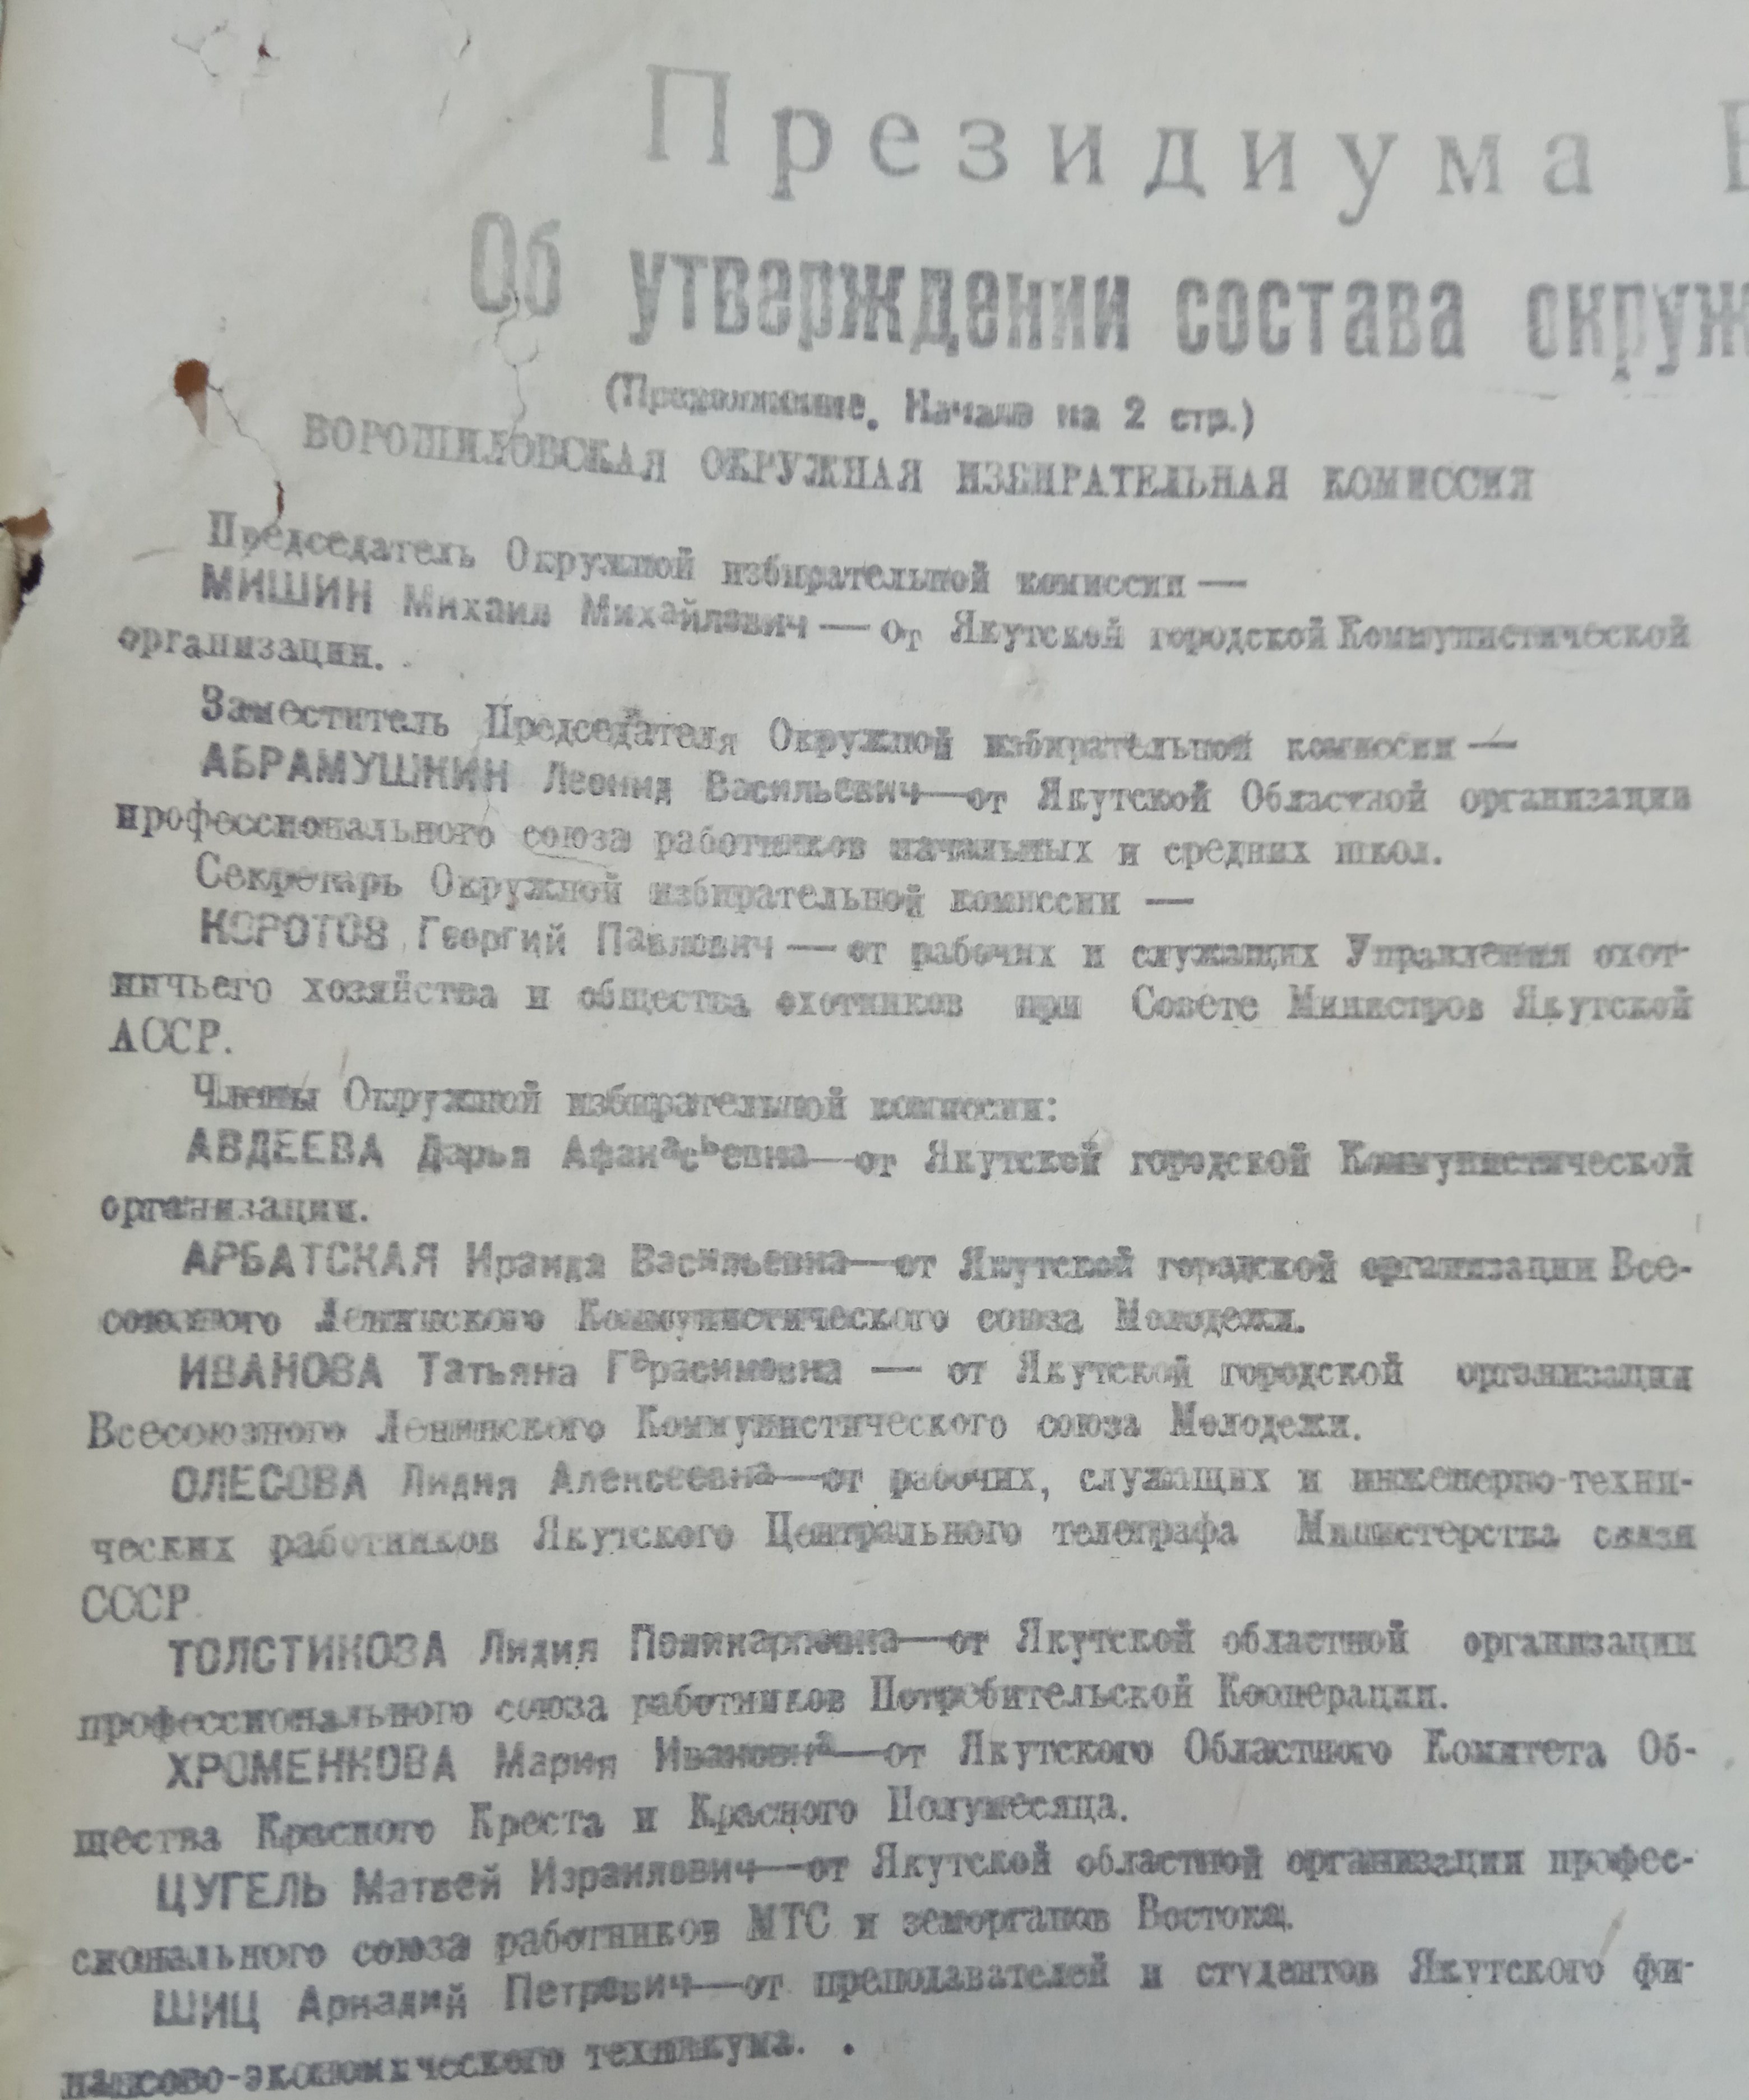 Президиума В
Об утверждении состава окруж
(Продолжение. Начало на 2 стр.)
ВОРОШИЛОВСКАЯ ОКРУЖНАЯ ИЗБИРАТЕЛЬНАЯ КОМИССИЯ
Председатель Окружной избирательной комиссии —
МИШИН Михаил Михайлович — от Якутской городской Коммунистической
организации.
Заместитель Председателя Окружной избирательной комиссии —
АБРАМУШКИН Леонид Васильевич—от Якутской Областной организации
профессионального союза работников начальных и средних школ.
Секретарь Окружной избирательной комиссии —
КОРОТОВ Георгий Павлович — от рабочих и служащих Управления охот-
ничьего хозяйства и общества охотников при Совете Министров Якутской
АССР.
Члены Окружной избирательной комиссии:
АВДЕЕВА Дарья Афанасьевна—от Якутской городской Коммунистической
организации.
АРБАТСКАЯ Ираида Васильевна—от Якутской городской организации Все-
союзного Ленинского Коммунистического союза Молодежи.
ИВАНОВА Татьяна Герасимовна — от Якутской городской организации
Всесоюзного Ленинского Коммунистического союза Молодежи.
ОЛЕСОВА Лидия Алексеевна—от рабочих, служащих и инженерно-техни-
ческих работников Якутского Центрального телеграфа Министерства связи
СССР
ТОЛСТИКОВА Лидия Поликарповна—от Якутской областной организации
профессионального союза работников Потребительской Кооперации.
ХРОМЕНКОВА Мария Ивановна—от Якутского Областного Комитета Об-
щества Красного Креста и Красного Полумесяца.
ЦУГЕЛЬ Матвей Израилович—от Якутской областной организации профес-
сионального союза работников МТС и земорганов Востока.
ШИЦ Аркадий Петрович—от преподавателей и студентов Якутского фи-
нансово-экономического техникума.